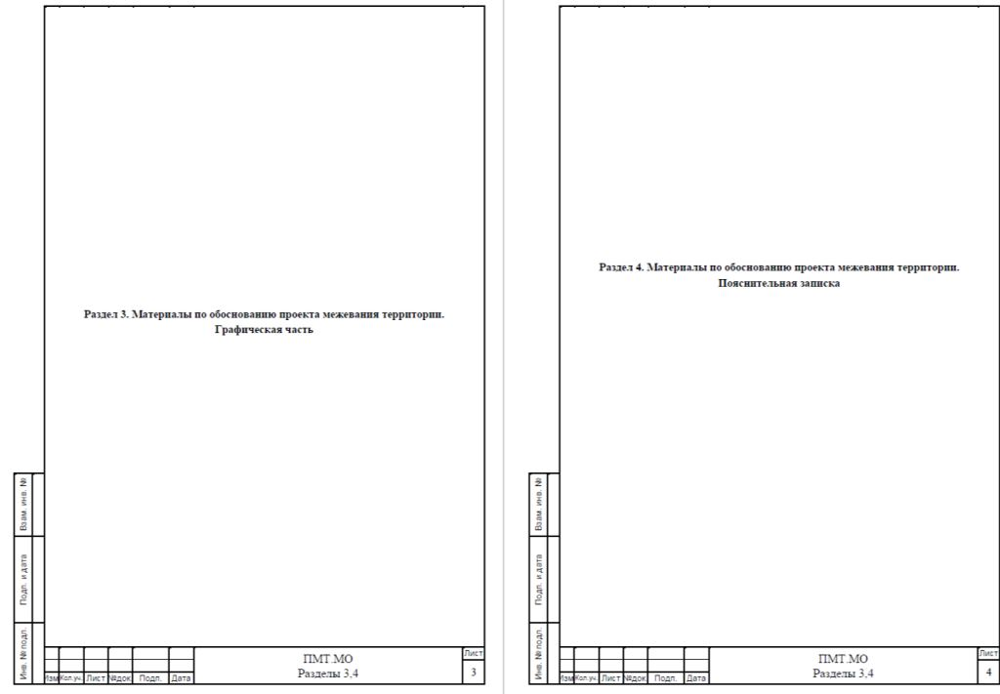 Раздел 3. Материалы по обоснованию проекта межевания территории.
Графическая часть
Взам. инв. №
Подп. и дата
Инв. № подл.
Изм Кол.уч. Лист №док Подп. Дата
ПМТ.МО
Разделы 3,4
Лист
3
Раздел 4. Материалы по обоснованию проекта межевания территории.
Пояснительная записка
Взам. инв. №
Подп. и дата
Инв. № подл.
Изм Кол.уч. Лист №док Подп. Дата
ПМТ.МО
Разделы 3,4
Лист
4